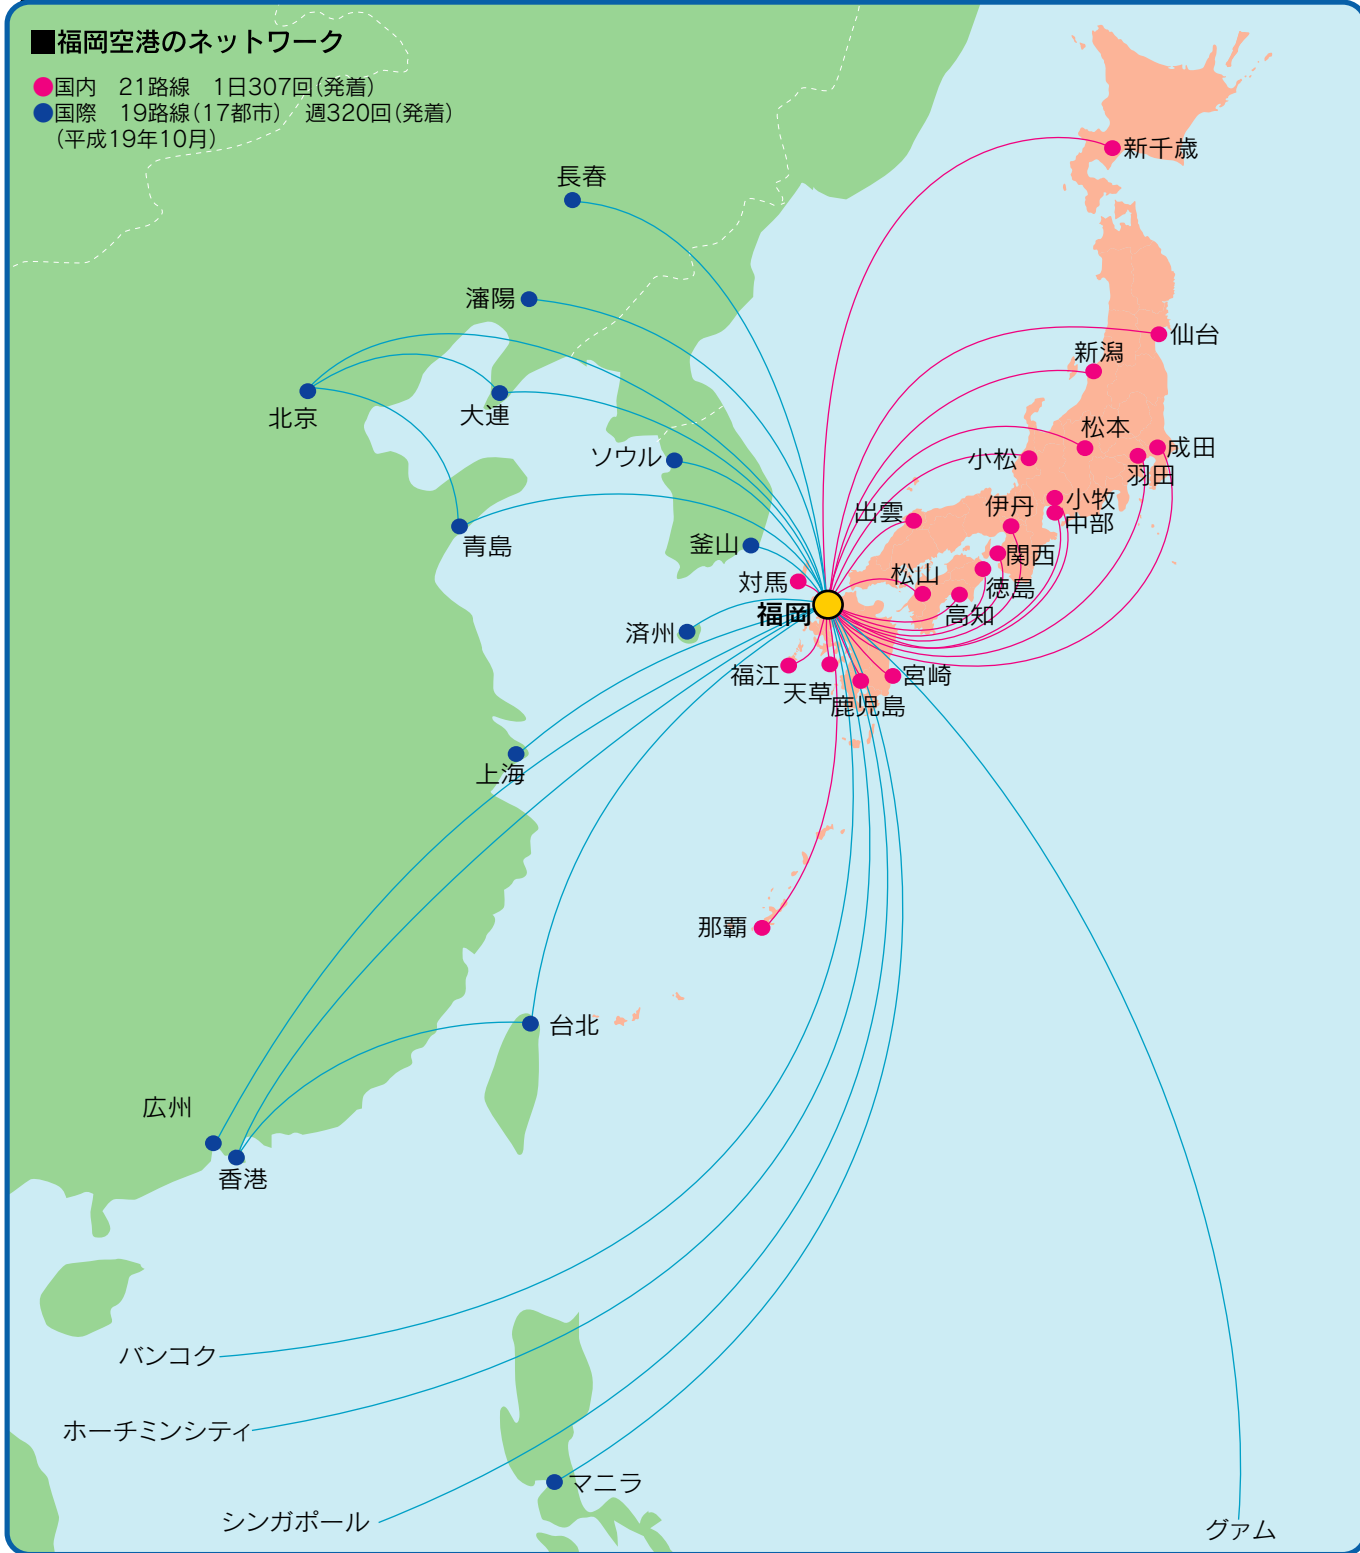 ■福岡空港のネットワーク
●国内　21路線　1日307回(発着)
●国際　19路線(17都市)　週320回(発着)
(平成19年10月)
新千歳
長春
瀋陽
仙台
新潟
北京
大連
松本
成田
ソウル
小松
羽田
小牧
伊丹
出雲
中部
青島
釜山
関西
対馬
松山
徳島
福岡
高知
済州
福江
宮崎
天草
鹿児島
上海
那覇
台北
広州
香港
バンコク
ホーチミンシティ
マニラ
シンガポール
グァム